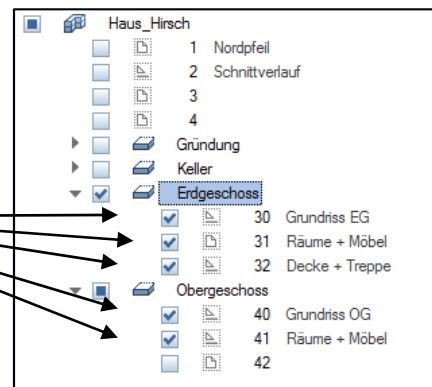 Haus_Hirsch
1 Nordpfeil
2 Schnittverlauf
3
4
Gründung
Keller
Erdgeschoss
30 Grundriss EG
31 Räume + Möbel
32 Decke + Treppe
Obergeschoss
40 Grundriss OG
41 Räume + Möbel
42